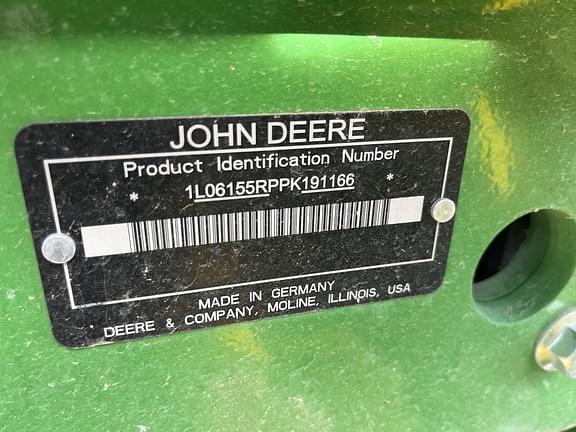 JOHN DEERE
Product Identification Number
* 1L06155RPPK191166 *
MADE IN GERMANY
DEERE & COMPANY, MOLINE, ILLINOIS, USA